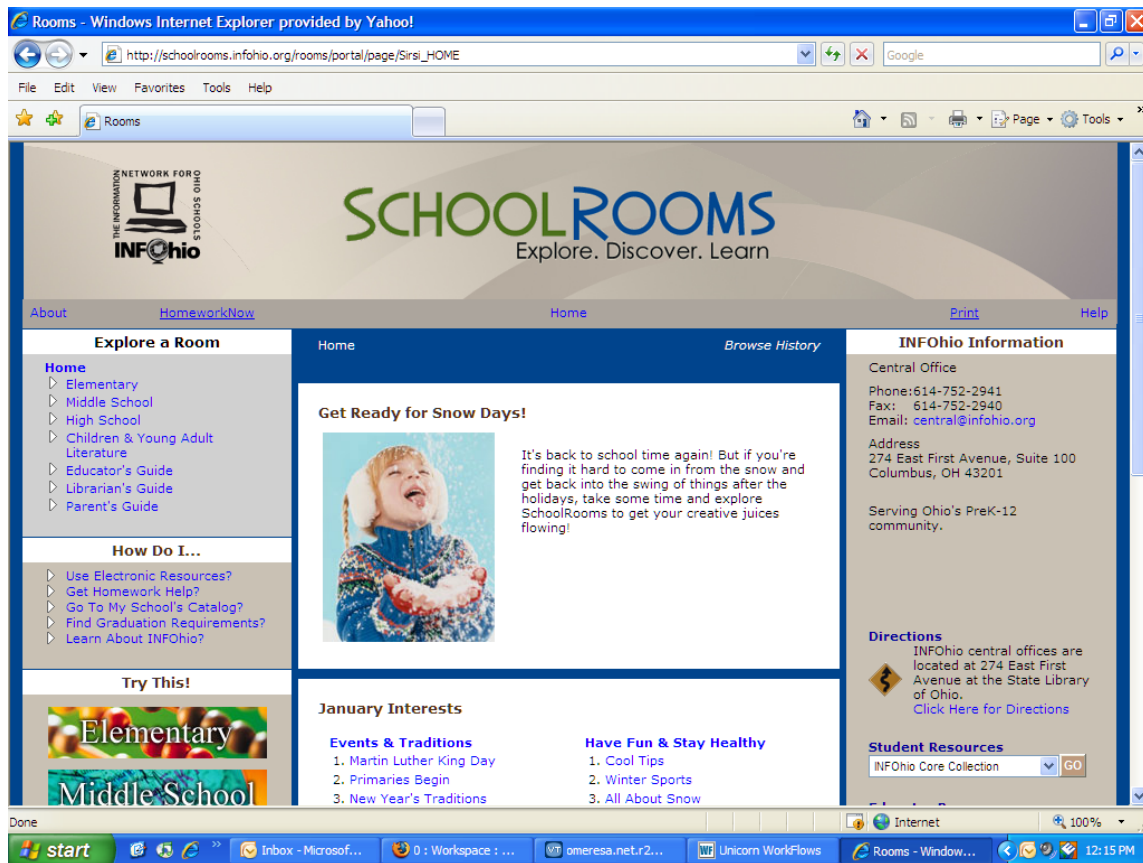 Rooms - Windows Internet Explorer provided by Yahoo!
http://schoolrooms.infohio.org/rooms/portal/page/Sirsi_HOME
Google
File Edit View Favorites Tools Help
Rooms
Page
Tools
THE INFORMATION NETWORK FOR OHIO SCHOOLS
INFOhio
SCHOOLROOMS
Explore. Discover. Learn
About HomeworkNow Home Print Help
Explore a Room
Home
Elementary
Middle School
High School
Children & Young Adult
Literature
Educator's Guide
Librarian's Guide
Parent's Guide
How Do I...
Use Electronic Resources?
Get Homework Help?
Go To My School's Catalog?
Find Graduation Requirements?
Learn About INFOhio?
Try This!
Elementary
Middle School
Home Browse History
Get Ready for Snow Days!
It's back to school time
again! But if you're
finding it hard to come in from the snow and
get back into the swing of things after the
holidays, take some time and explore
SchoolRooms to get your creative juices
flowing!
January Interests
Events & Traditions
1. Martin Luther King Day
2. Primaries Begin
3. New Year's Traditions
Have Fun & Stay Healthy
1. Cool Tips
2. Winter Sports
3. All About Snow
INFOhio Information
Central Office
Phone:614-752-2941
Fax: 614-752-2940
Email: central@infohio.org
Address
274 East First Avenue, Suite 100
Columbus, OH 43201
Serving Ohio's PreK-12
community.
Directions
INFOhio central offices are
located at 274 East First
Avenue at the State Library
of Ohio.
Click Here for Directions
Student Resources
INFOhio Core Collection GO
Done
Internet
100%
start
Inbox - Microsof...
0 : Workspace : ...
omeresa.net.r2...
Unicorn WorkFlows
Rooms - Window...
12:15 PM